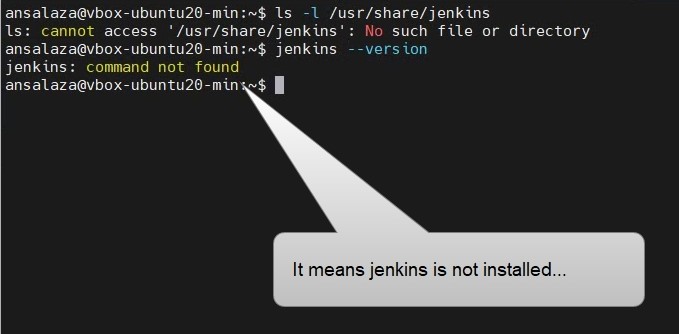 ansalaza@vbox-ubuntu20-min:~$ ls -l /usr/share/jenkins
ls: cannot access '/usr/share/jenkins': No such file or directory
ansalaza@vbox-ubuntu20-min:~$ jenkins --version
jenkins: command not found
ansalaza@vbox-ubuntu20-min:~$
It means jenkins is not installed...